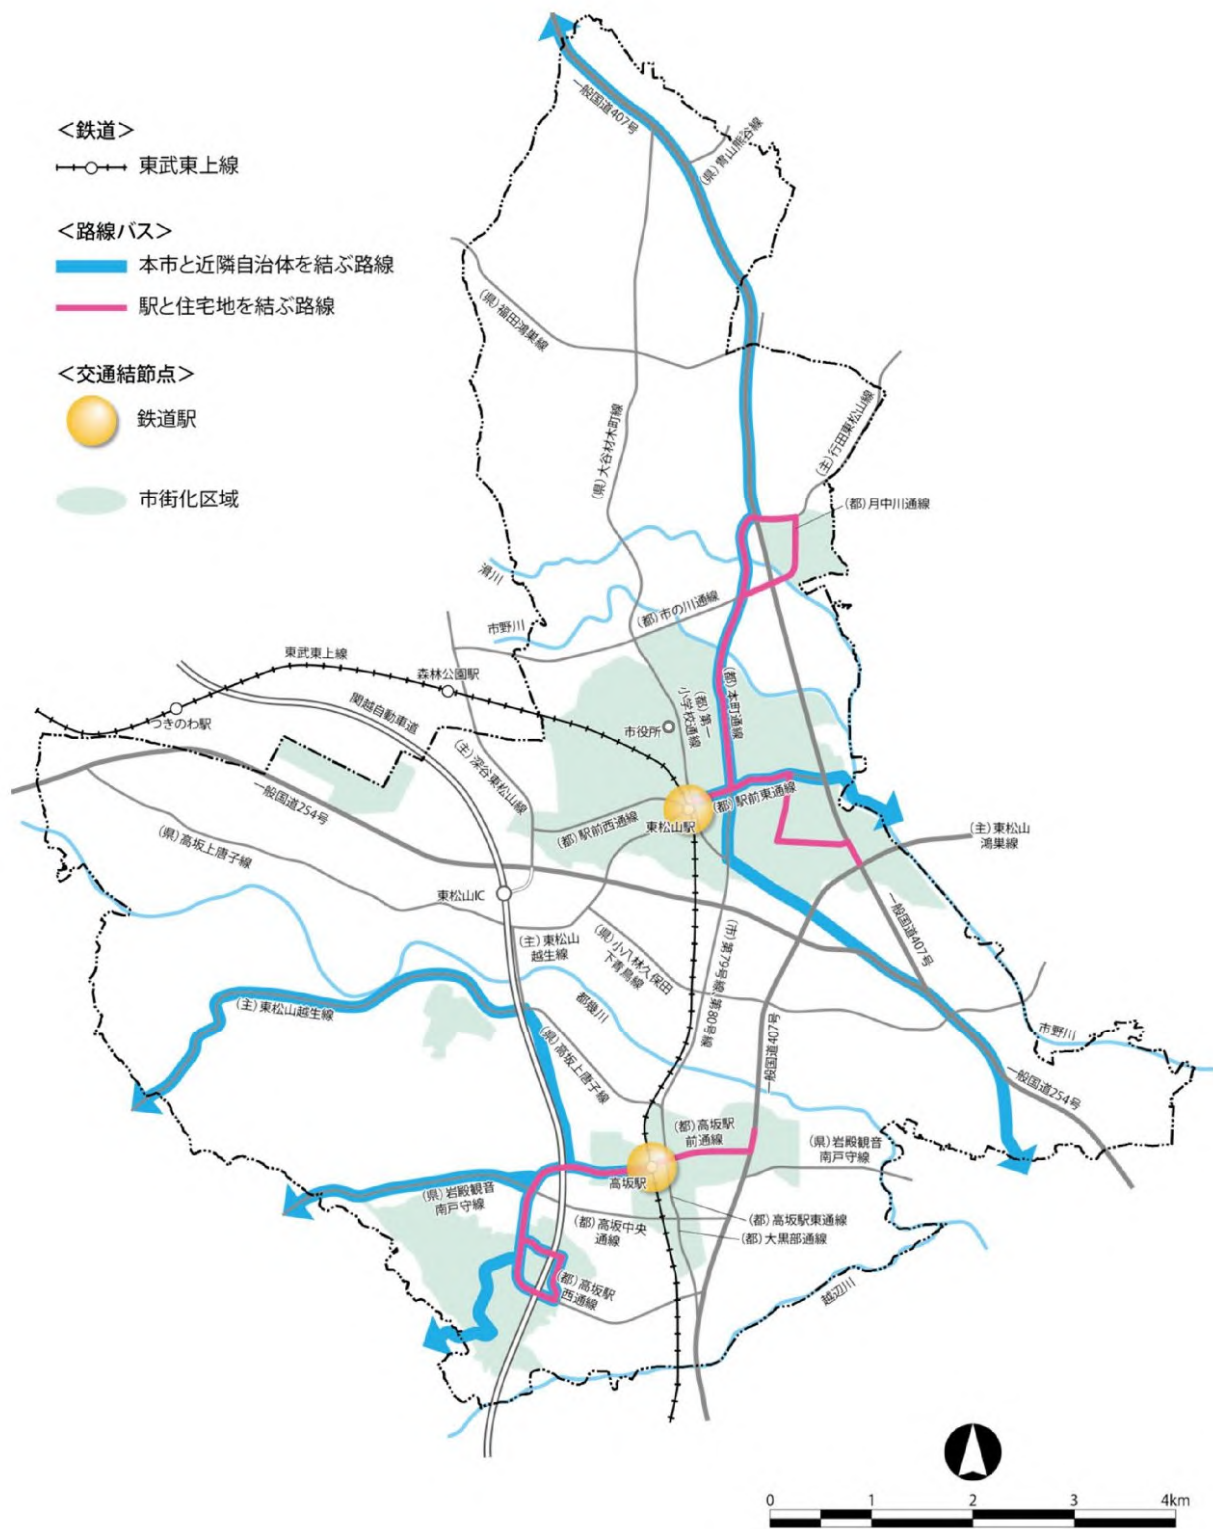 ＜鉄道＞
東武東上線
＜路線バス＞
本市と近隣自治体を結ぶ路線
駅と住宅地を結ぶ路線
＜交通結節点＞
鉄道駅
市街化区域
一般国道407号
（県）冑山熊谷線
（県）福田鴻巣線
（県）大谷材木町線
（主）行田東松山線
（都）月中川通線
滑川
市野川
（都）市の川通線
東武東上線
森林公園駅
つきのわ駅
関越自動車道
市役所
（都）第一
小学校通線
（都）本町通線
（主）深谷東松山線
一般国道254号
（都）駅前西通線
東松山駅
（都）駅前東通線
（主）東松山
鴻巣線
（県）高坂上唐子線
東松山IC
（主）東松山
越生線
（県）小八林久保田
下青鳥線
（市）第79号線・第80号線
一般国道407号
（主）東松山越生線
都幾川
（県）高坂上唐子線
一般国道407号
市野川
一般国道254号
（都）高坂駅
前通線
（県）岩殿観音
南戸守線
高坂駅
（県）岩殿観音
南戸守線
（都）高坂中央
通線
（都）高坂駅東通線
（都）大黒部通線
（都）高坂駅
西通線
越辺川
0 1 2 3 4km